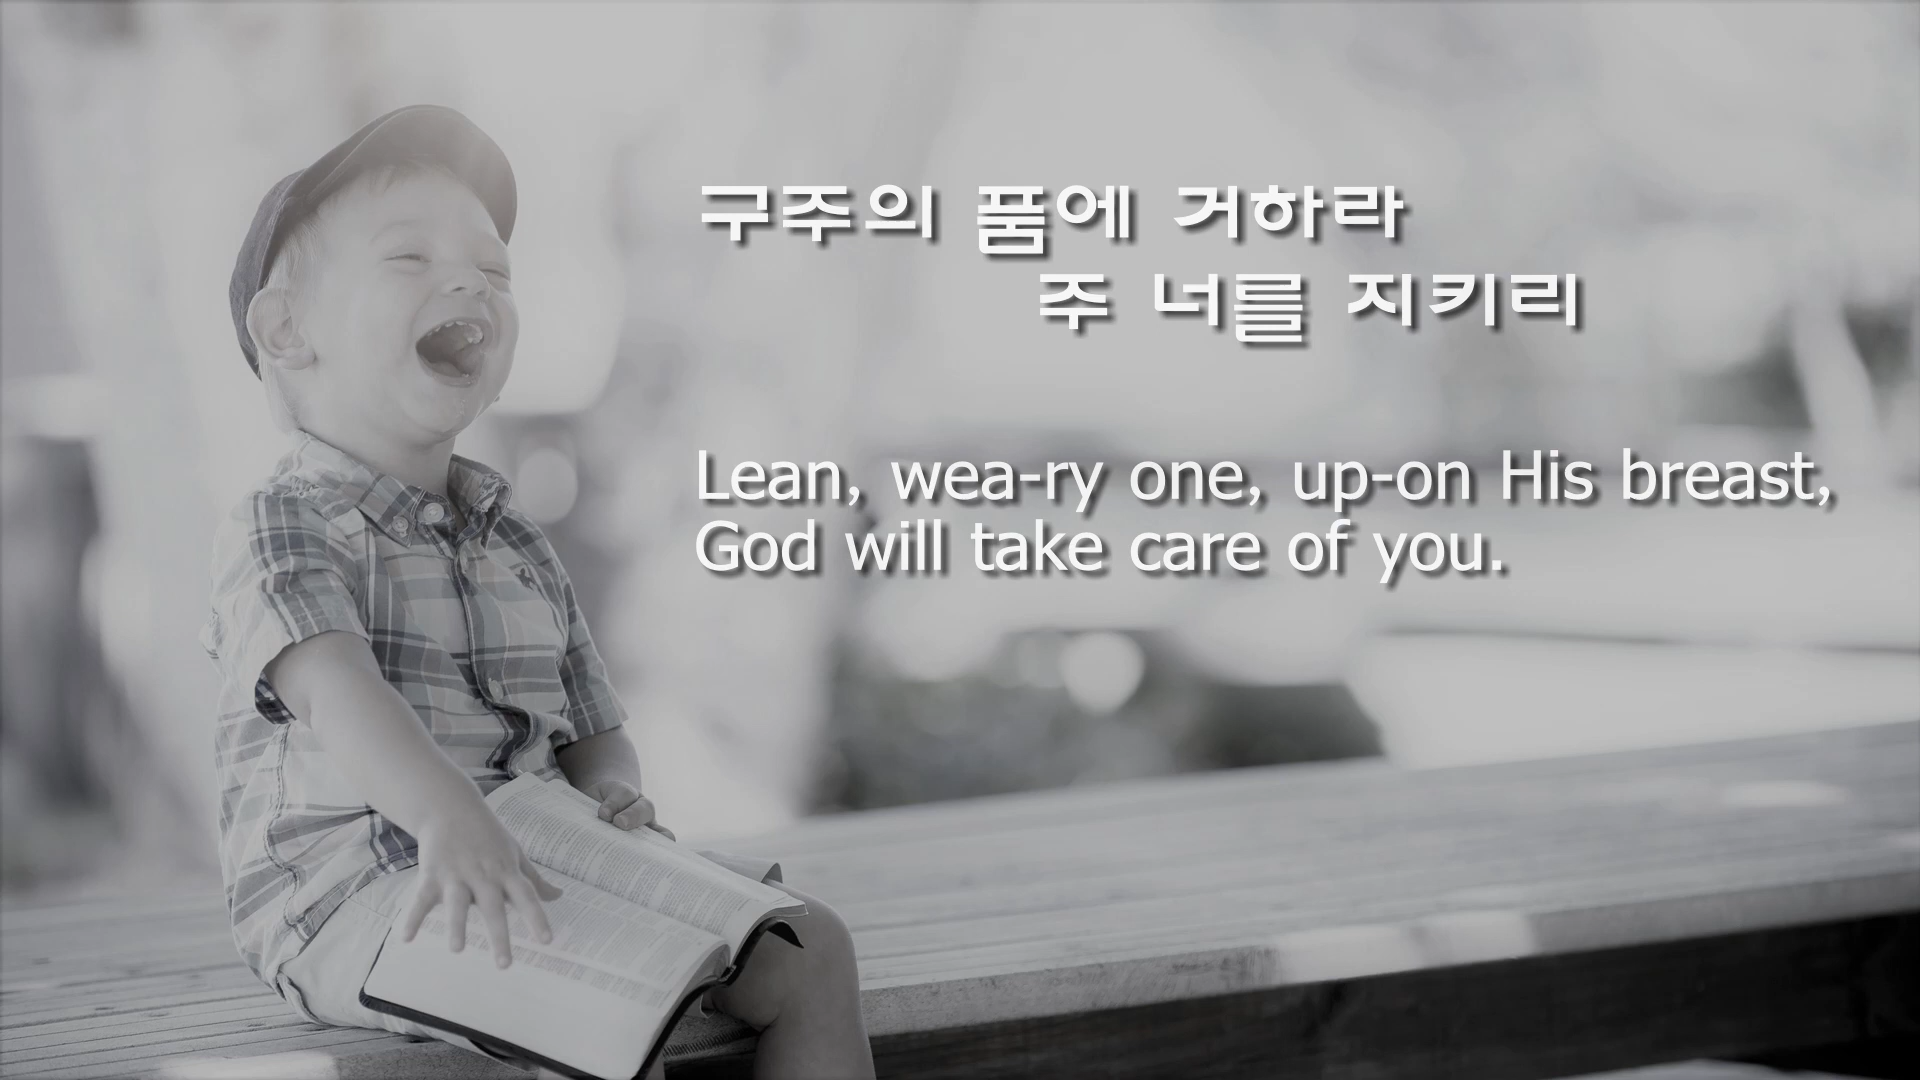 구주의 품에 거하라
주 너를 지키리
Lean, wea-ry one, up-on His breast,
God will take care of you.